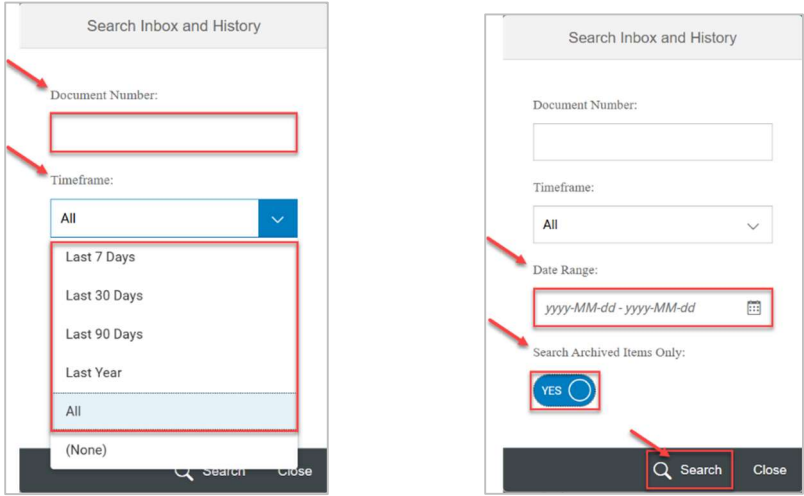 Search Inbox and History
Document Number:
Timeframe:
All
Last 7 Days
Last 30 Days
Last 90 Days
Last Year
All
(None)
Search Close
Search Inbox and History
Document Number:
Timeframe:
All
Date Range:
yyyy-MM-dd - yyyy-MM-dd
Search Archived Items Only:
YES
Search Close